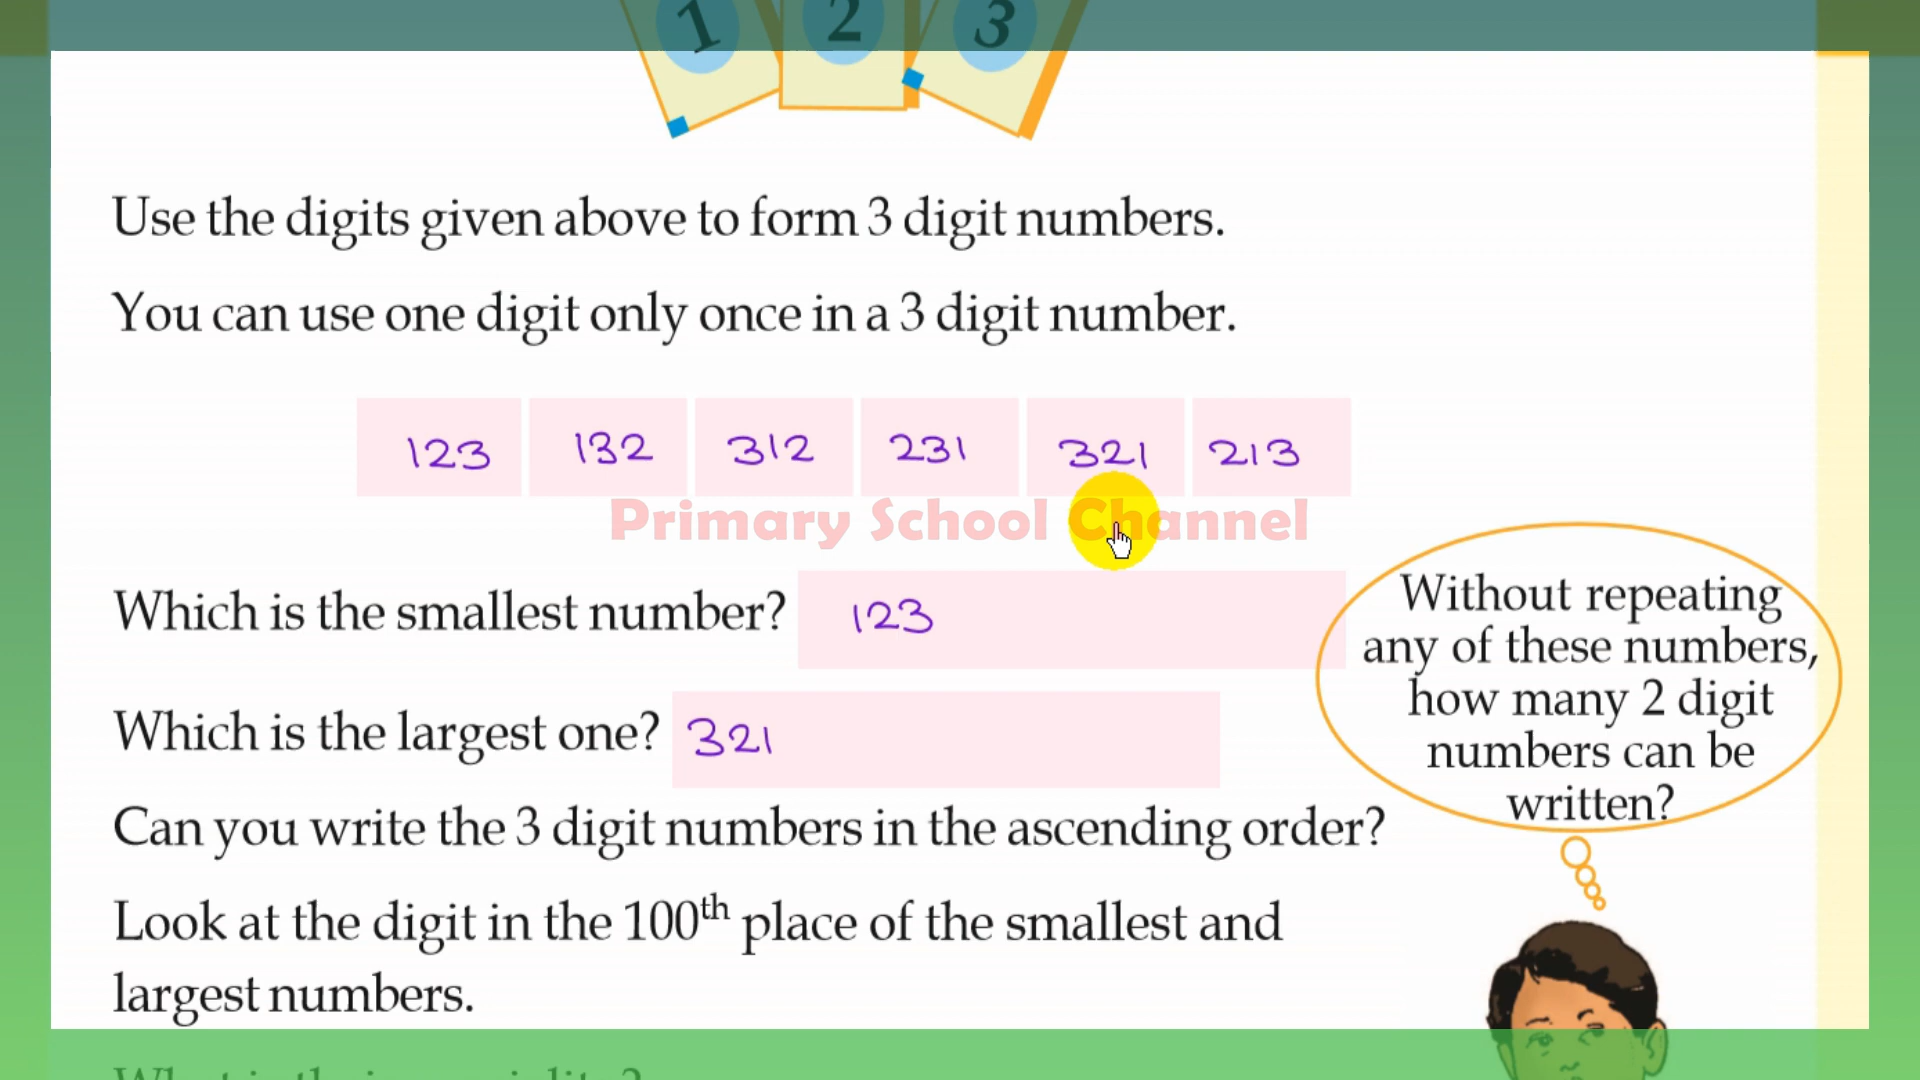 1 2 3
Use the digits given above to form 3 digit numbers.
You can use one digit only once in a 3 digit number.
123 132 312 231 321 213
Primary School Channel
Which is the smallest number? 123
Which is the largest one? 321
Without repeating
any of these numbers,
how many 2 digit
numbers can be
written?
Can you write the 3 digit numbers in the ascending order?
Look at the digit in the 100th place of the smallest and
largest numbers.